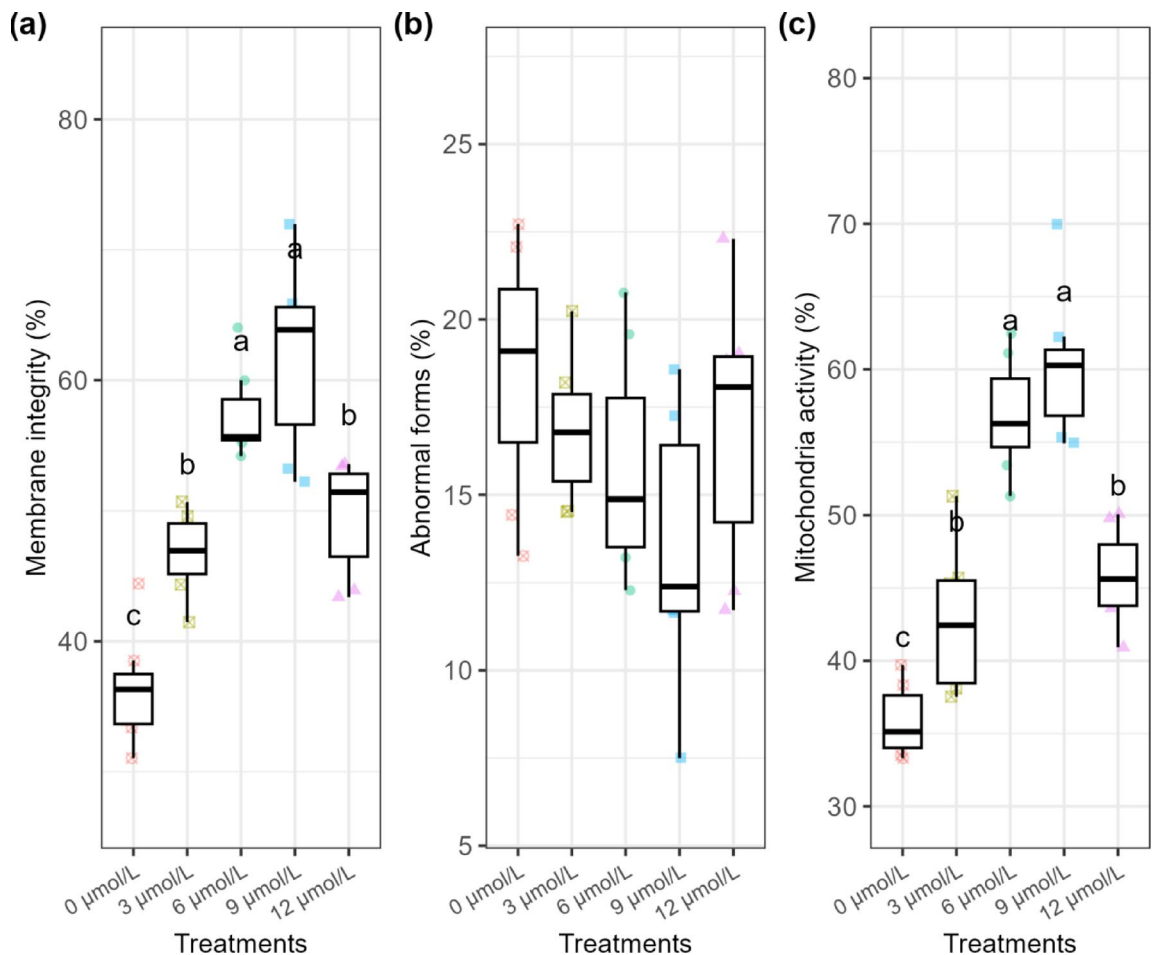 (a)
Membrane integrity (%)
80
60
40
c
b
a
a
b
0 µmol/L
3 µmol/L
6 µmol/L
9 µmol/L
12 µmol/L
Treatments
(b)
Abnormal forms (%)
25
20
15
10
5
0 µmol/L
3 µmol/L
6 µmol/L
9 µmol/L
12 µmol/L
Treatments
(c)
Mitochondria activity (%)
80
70
60
50
40
30
c
b
a
a
b
0 µmol/L
3 µmol/L
6 µmol/L
9 µmol/L
12 µmol/L
Treatments